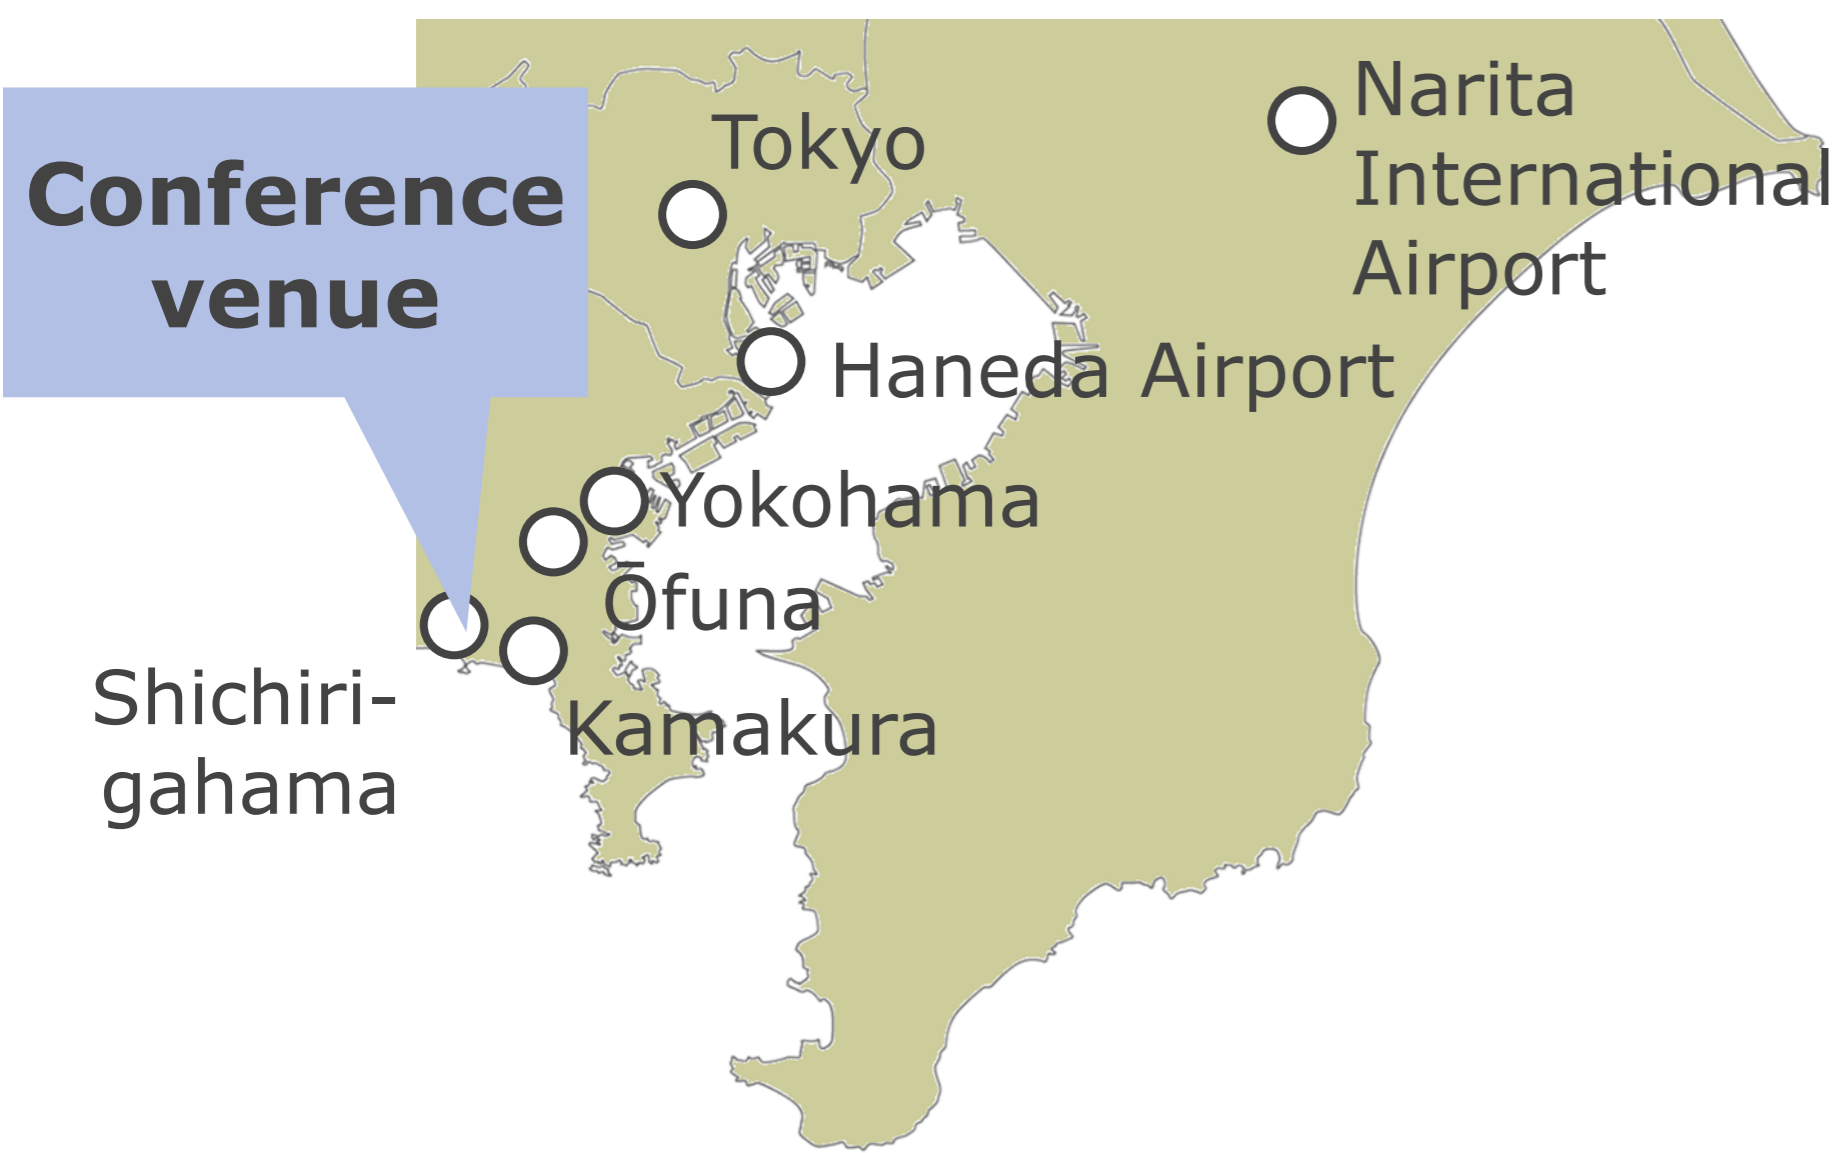 Conference
venue
Tokyo
Narita
International
Airport
Haneda Airport
Yokohama
Ōfuna
Shichiri-
gahama
Kamakura